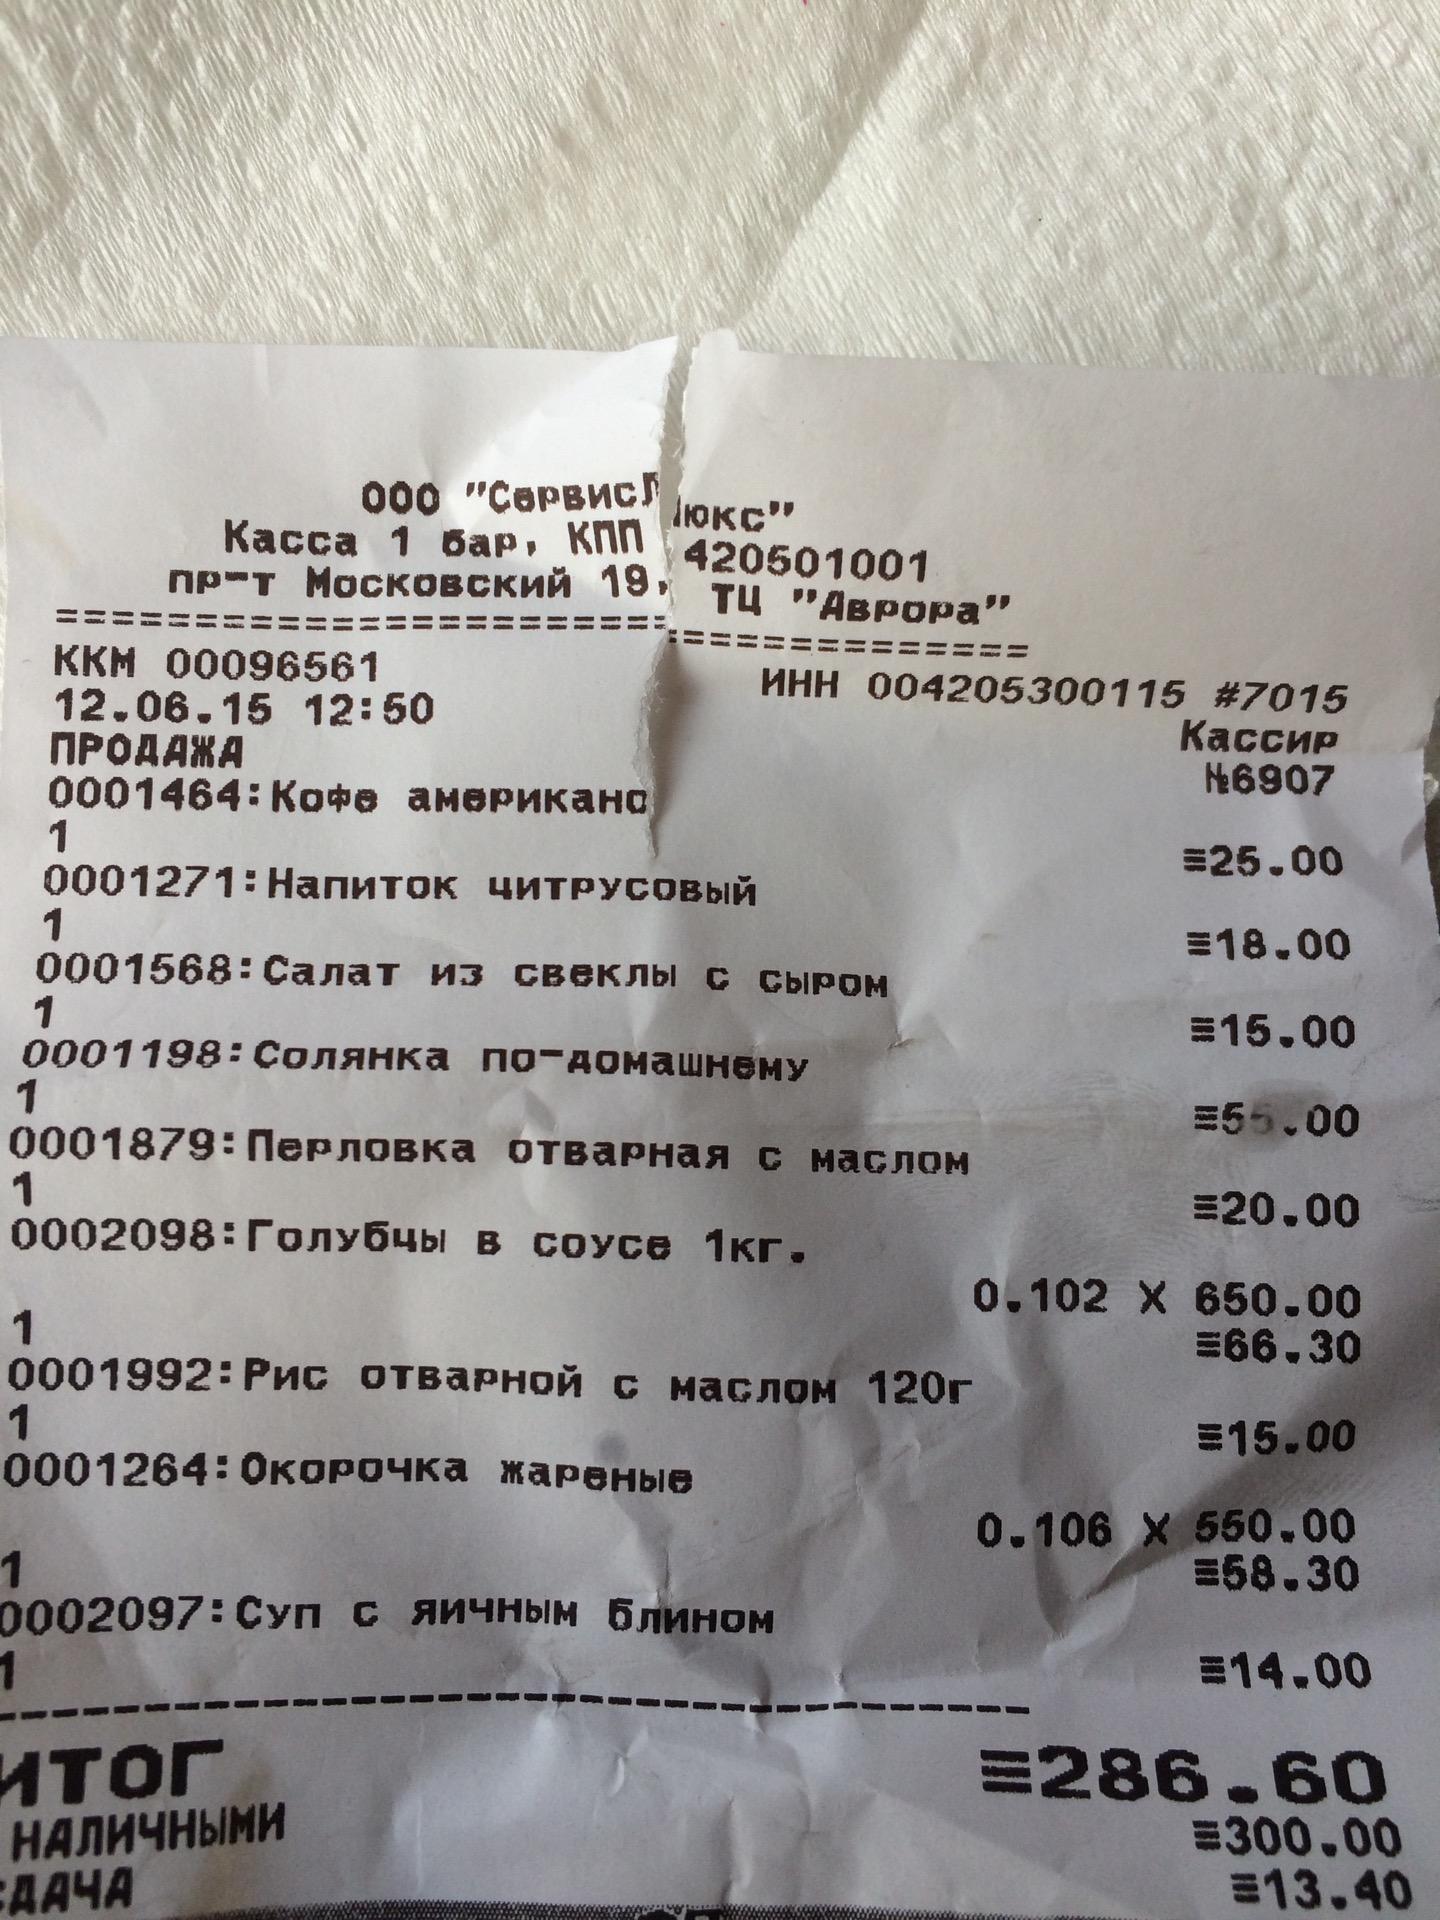 ООО "СервисЛюкс"
Касса 1 бар, КПП 420501001
пр-т Московский 19, ТЦ "Аврора"
===================================
ККМ 00096561 ИНН 004205300115 #7015
12.06.15 12:50 Кассир
ПРОДАЖА №6907
0001464:Кофе американо
1 ≡25.00
0001271:Напиток цитрусовый
1 ≡18.00
0001568:Салат из свеклы с сыром
1 ≡15.00
0001198:Солянка по-домашнему
1 ≡55.00
0001879:Перловка отварная с маслом
1 ≡20.00
0002098:Голубцы в соусе 1кг.
0.102 X 650.00
1 ≡66.30
0001992:Рис отварной с маслом 120г
1 ≡15.00
0001264:Окорочка жареные
0.106 X 550.00
1 ≡58.30
0002097:Суп с яичным блином
1 ≡14.00
-----------------------------------
ИТОГ ≡286.60
НАЛИЧНЫМИ ≡300.00
СДАЧА ≡13.40